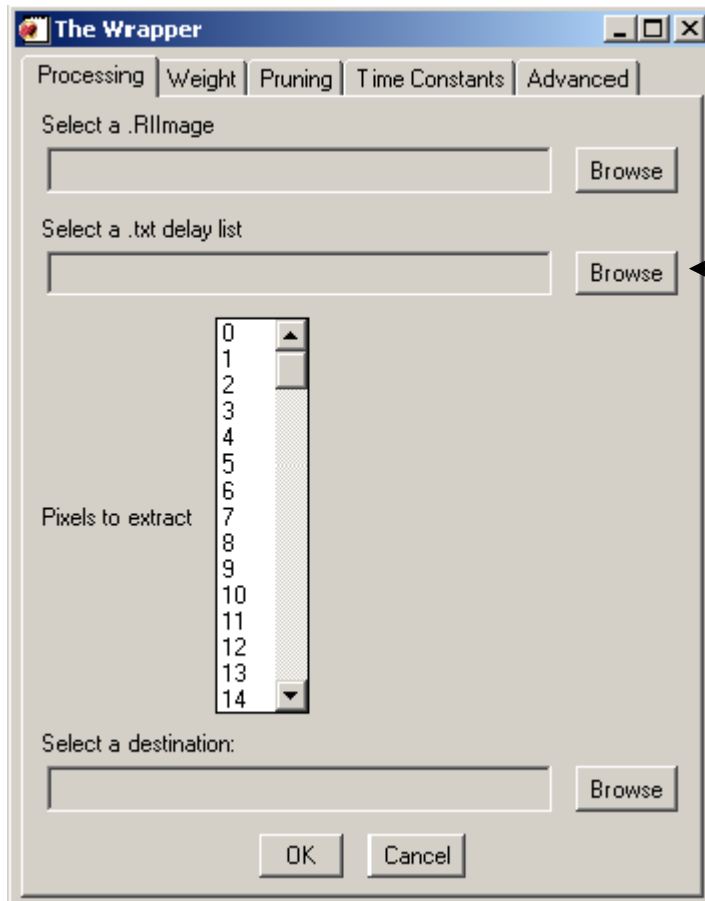 The Wrapper
Processing Weight Pruning Time Constants Advanced
Select a .RIImage
Browse
Select a .txt delay list
Browse
0
1
2
3
4
5
6
Pixels to extract 7
8
9
10
11
12
13
14
Select a destination:
Browse
OK Cancel